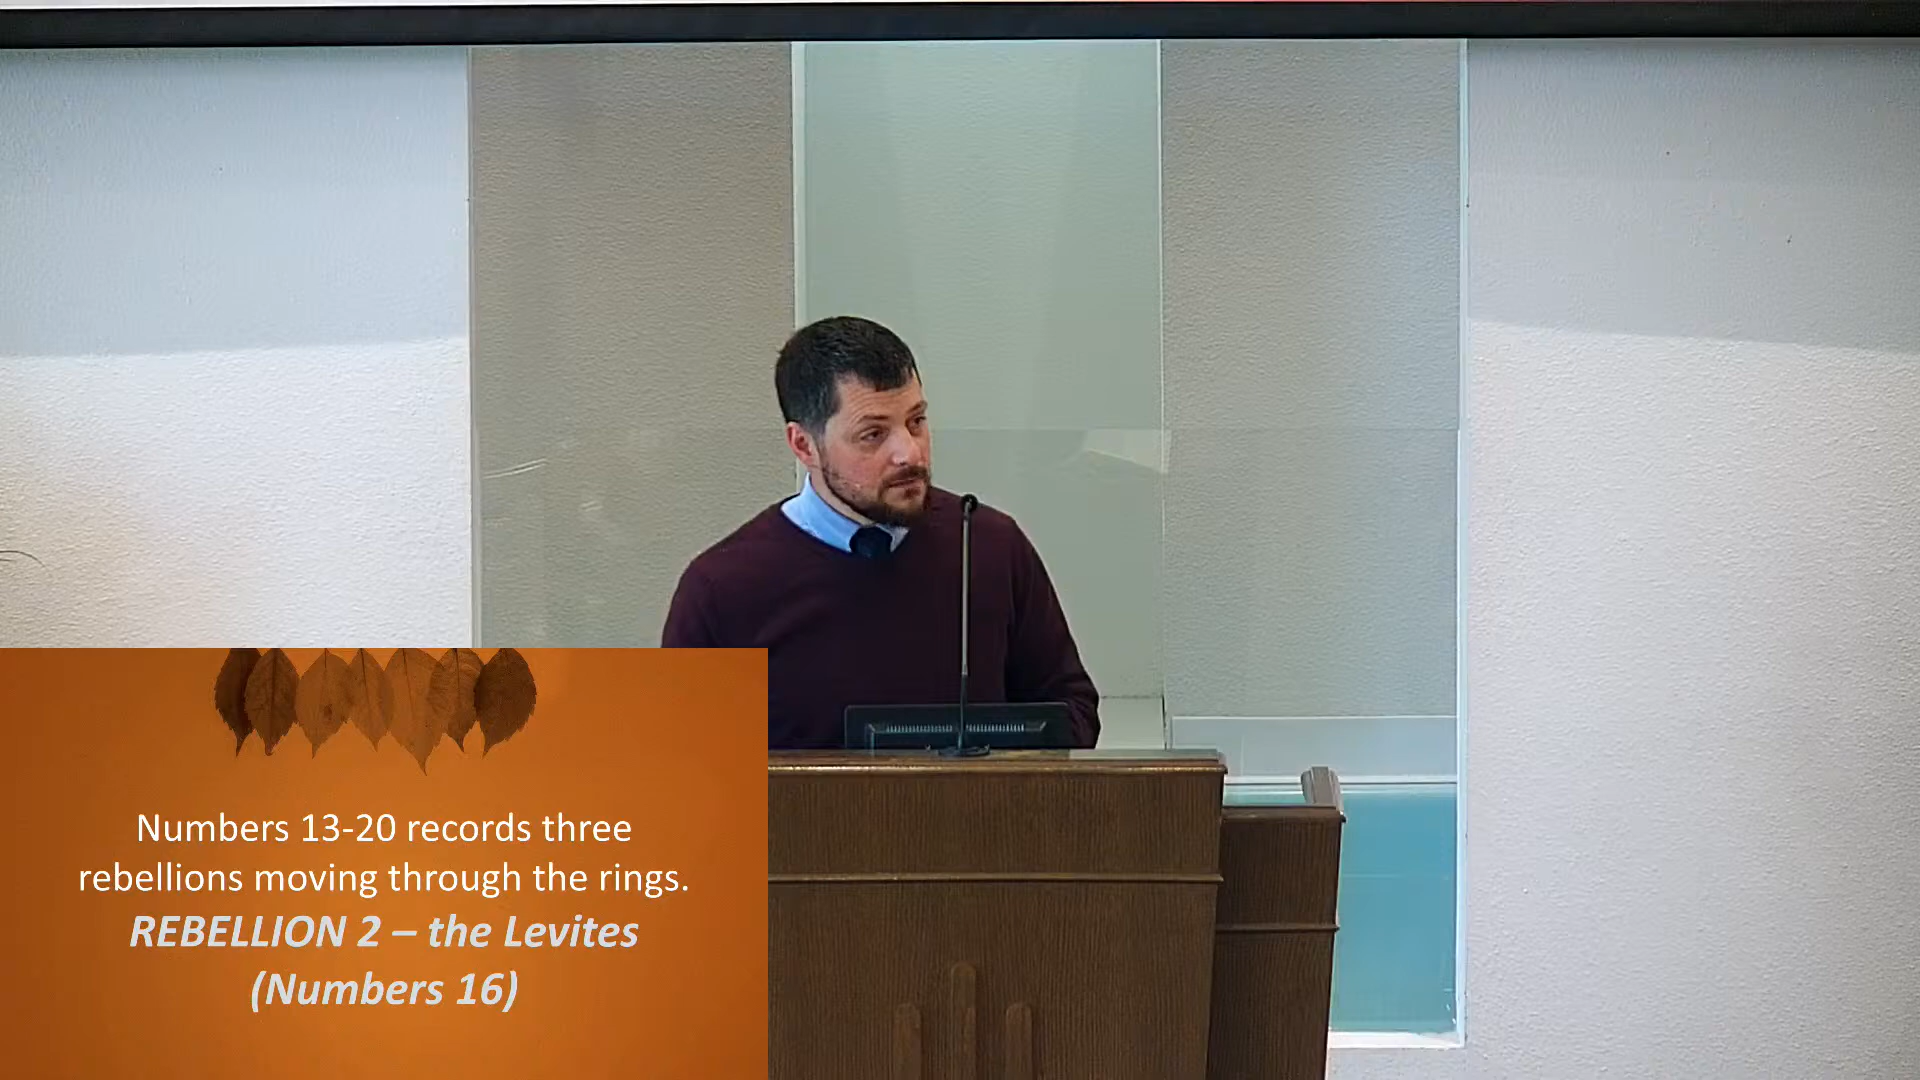 Numbers 13-20 records three
rebellions moving through the rings.
REBELLION 2 – the Levites
(Numbers 16)